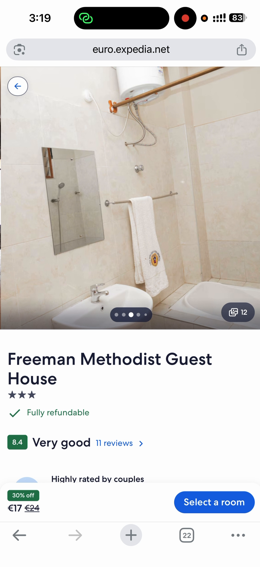 3:19
83
euro.expedia.net
12
Freeman Methodist Guest
House
Fully refundable
8.4 Very good 11 reviews
Highly rated by couples
30% off
€17 €24
Select a room
22